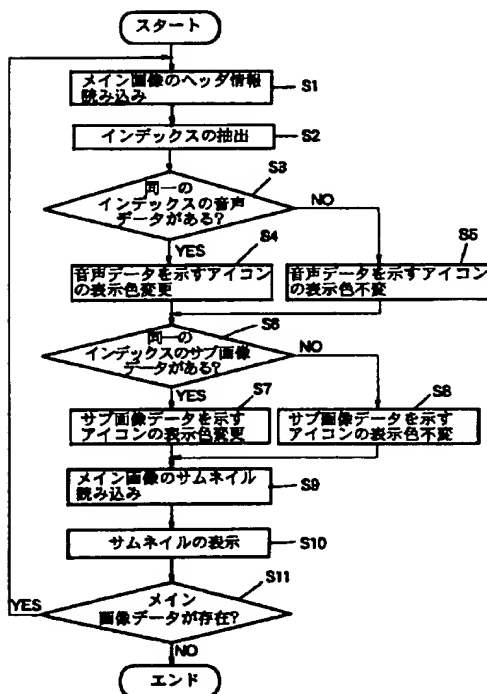 スタート
メイン画像のヘッダ情報
読み込み
S1
インデックスの抽出
S2
S3
同一の
インデックスの音声
データがある?
NO
YES
S4
音声データを示すアイコン
の表示色変更
S5
音声データを示すアイコン
の表示色不変
S6
同一の
インデックスのサブ画像
データがある?
NO
YES
S7
サブ画像データを示す
アイコンの表示色変更
S8
サブ画像データを示す
アイコンの表示色不変
メイン画像のサムネイル
読み込み
S9
サムネイルの表示
S10
S11
YES
メイン
画像データが存在?
NO
エンド